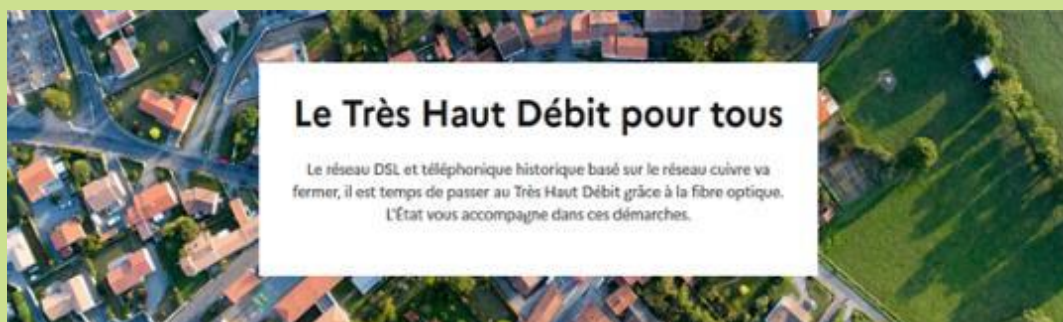 Le Très Haut Débit pour tous
Le réseau DSL et téléphonique historique basé sur le réseau cuivre va
fermer, il est temps de passer au Très Haut Débit grâce à la fibre optique.
L'État vous accompagne dans ces démarches.